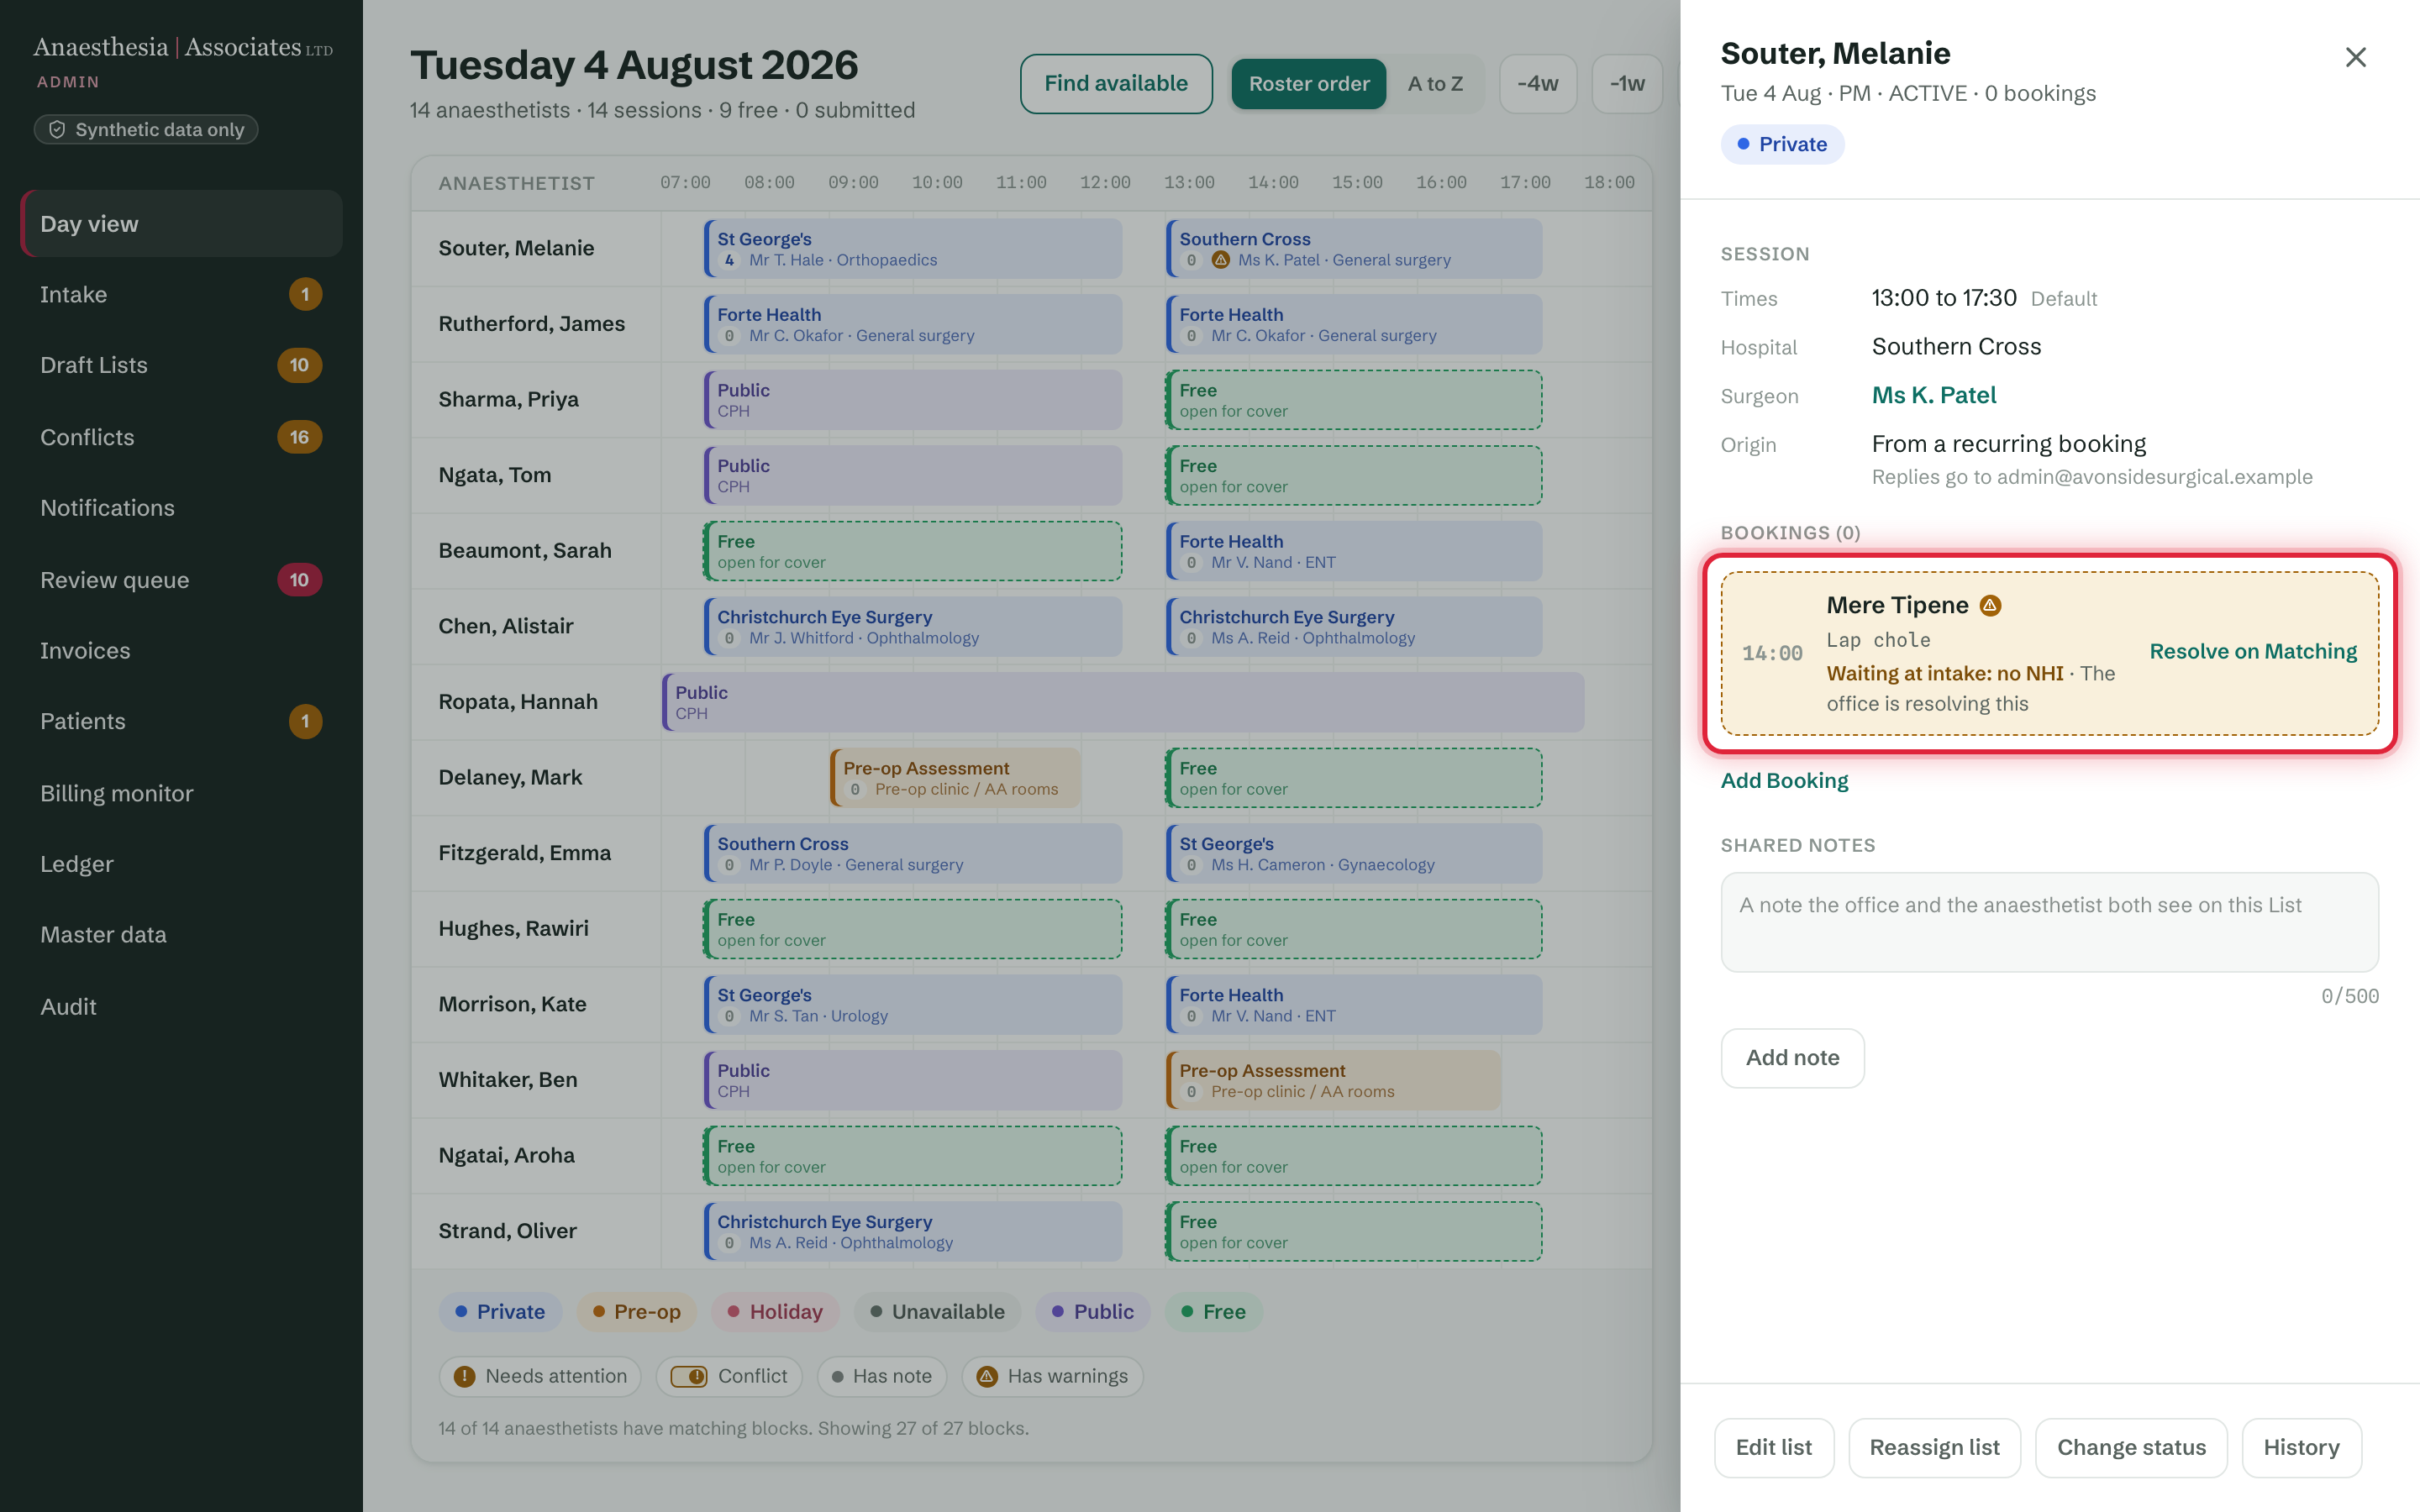 Anaesthesia | Associates LTD
ADMIN
Synthetic data only
Day view
Intake 1
Draft Lists 10
Conflicts 16
Notifications
Review queue 10
Invoices
Patients 1
Billing monitor
Ledger
Master data
Audit
Tuesday 4 August 2026
14 anaesthetists · 14 sessions · 9 free · 0 submitted
Find available
Roster order
A to Z
-4w
-1w
ANAESTHETIST 07:00 08:00 09:00 10:00 11:00 12:00 13:00 14:00 15:00 16:00 17:00 18:00
Souter, Melanie
St George's
4 Mr T. Hale · Orthopaedics
Southern Cross
0 Ms K. Patel · General surgery
Rutherford, James
Forte Health
0 Mr C. Okafor · General surgery
Forte Health
0 Mr C. Okafor · General surgery
Sharma, Priya
Public
CPH
Free
open for cover
Ngata, Tom
Public
CPH
Free
open for cover
Beaumont, Sarah
Free
open for cover
Forte Health
0 Mr V. Nand · ENT
Chen, Alistair
Christchurch Eye Surgery
0 Mr J. Whitford · Ophthalmology
Christchurch Eye Surgery
0 Ms A. Reid · Ophthalmology
Ropata, Hannah
Public
CPH
Delaney, Mark
Pre-op Assessment
0 Pre-op clinic / AA rooms
Free
open for cover
Fitzgerald, Emma
Southern Cross
0 Mr P. Doyle · General surgery
St George's
0 Ms H. Cameron · Gynaecology
Hughes, Rawiri
Free
open for cover
Free
open for cover
Morrison, Kate
St George's
0 Mr S. Tan · Urology
Forte Health
0 Mr V. Nand · ENT
Whitaker, Ben
Public
CPH
Pre-op Assessment
0 Pre-op clinic / AA rooms
Ngatai, Aroha
Free
open for cover
Free
open for cover
Strand, Oliver
Christchurch Eye Surgery
0 Ms A. Reid · Ophthalmology
Free
open for cover
Private
Pre-op
Holiday
Unavailable
Public
Free
Needs attention
Conflict
Has note
Has warnings
14 of 14 anaesthetists have matching blocks. Showing 27 of 27 blocks.
Souter, Melanie
Tue 4 Aug · PM · ACTIVE · 0 bookings
Private
SESSION
Times 13:00 to 17:30 Default
Hospital Southern Cross
Surgeon Ms K. Patel
Origin From a recurring booking
Replies go to admin@avonsidesurgical.example
BOOKINGS (0)
14:00
Mere Tipene
Lap chole
Waiting at intake: no NHI · The
office is resolving this
Resolve on Matching
Add Booking
SHARED NOTES
A note the office and the anaesthetist both see on this List
0/500
Add note
Edit list
Reassign list
Change status
History